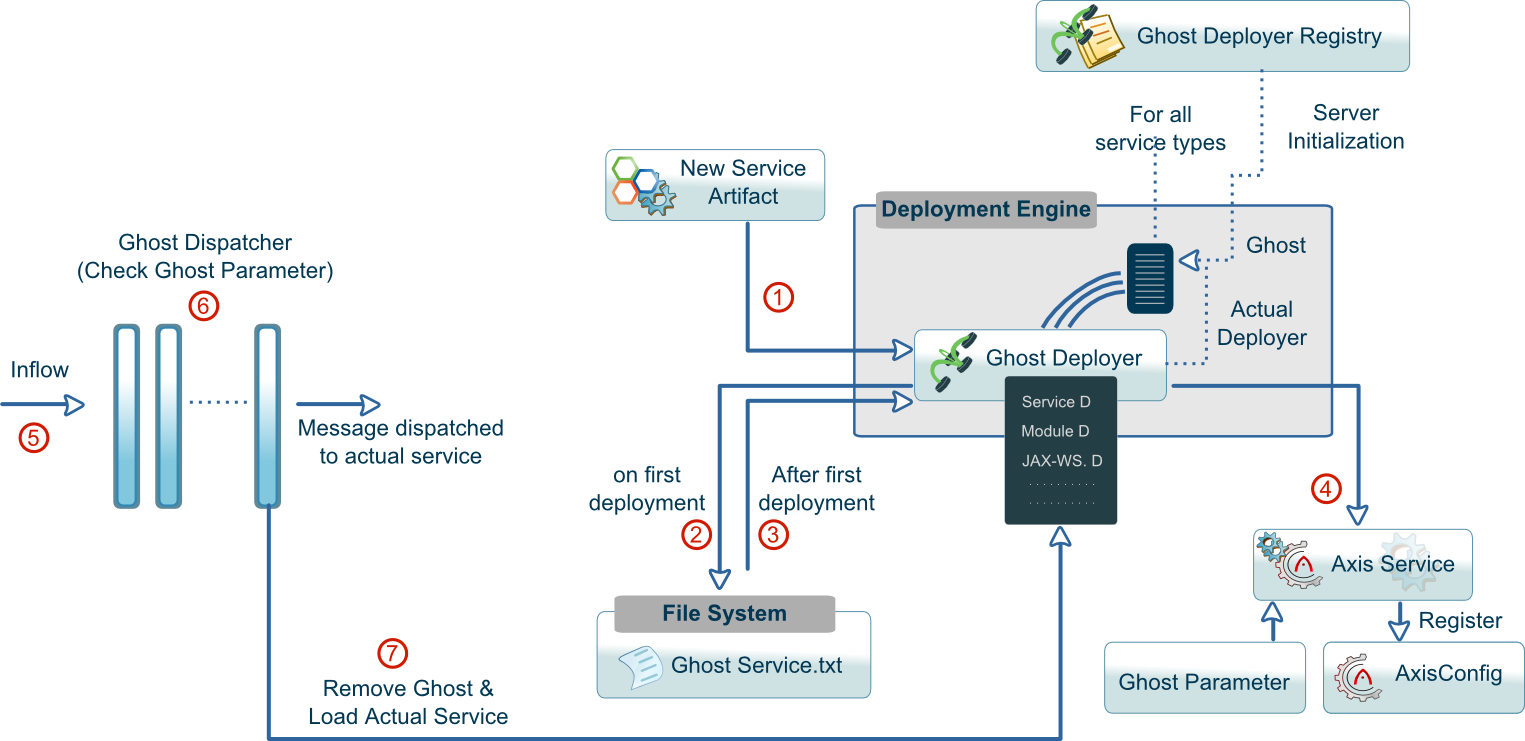 Ghost Deployer Registry
For all
service types
Server
Initialization
New Service
Artifact
Deployment Engine
Ghost Dispatcher
(Check Ghost Parameter)
6
1
Ghost
Actual
Deployer
Inflow
5
Ghost Deployer
Service D
Module D
JAX-WS. D
..........
..........
Message dispatched
to actual service
on first
deployment
2
After first
deployment
3
4
Axis Service
File System
Ghost Service.txt
Register
Ghost Parameter
AxisConfig
7
Remove Ghost &
Load Actual Service